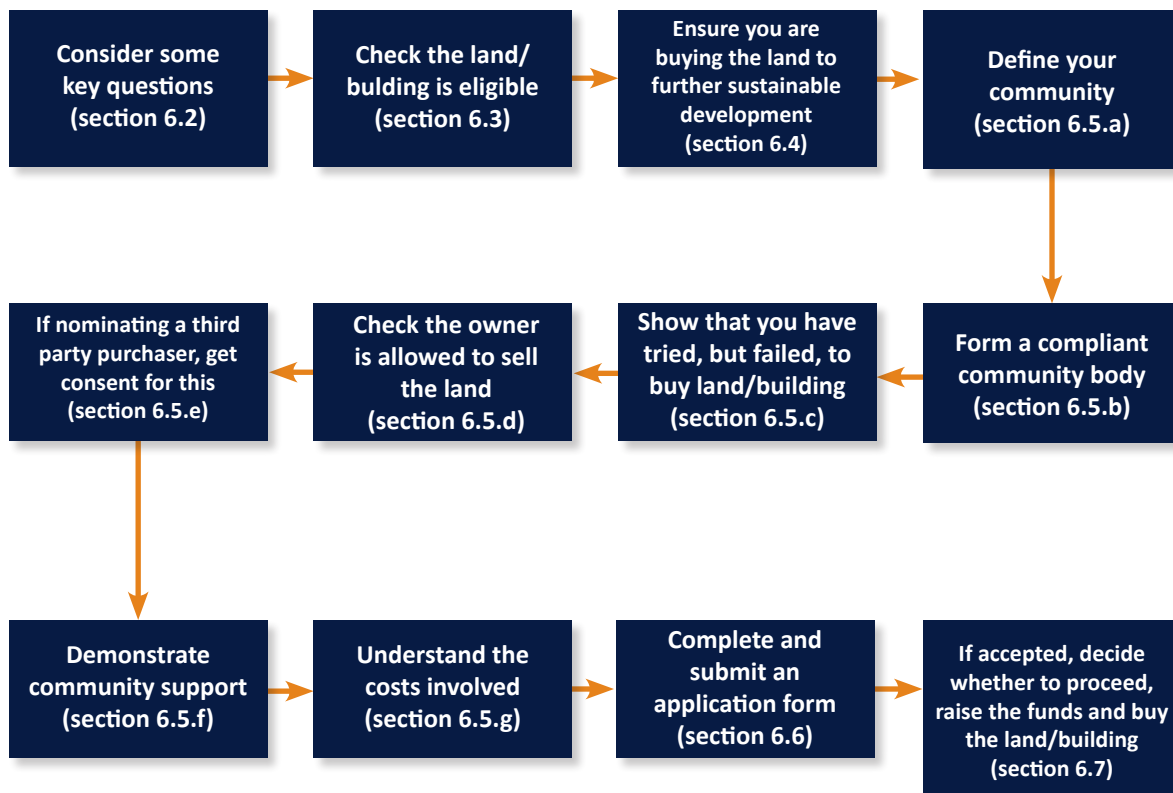 Consider some
key questions
(section 6.2)
Check the land/
bulding is eligible
(section 6.3)
Ensure you are
buying the land to
further sustainable
development
(section 6.4)
Define your
community
(section 6.5.a)
Form a compliant
community body
(section 6.5.b)
Show that you have
tried, but failed, to
buy land/building
(section 6.5.c)
Check the owner
is allowed to sell
the land
(section 6.5.d)
If nominating a third
party purchaser, get
consent for this
(section 6.5.e)
Demonstrate
community support
(section 6.5.f)
Understand the
costs involved
(section 6.5.g)
Complete and
submit an
application form
(section 6.6)
If accepted, decide
whether to proceed,
raise the funds and buy
the land/building
(section 6.7)